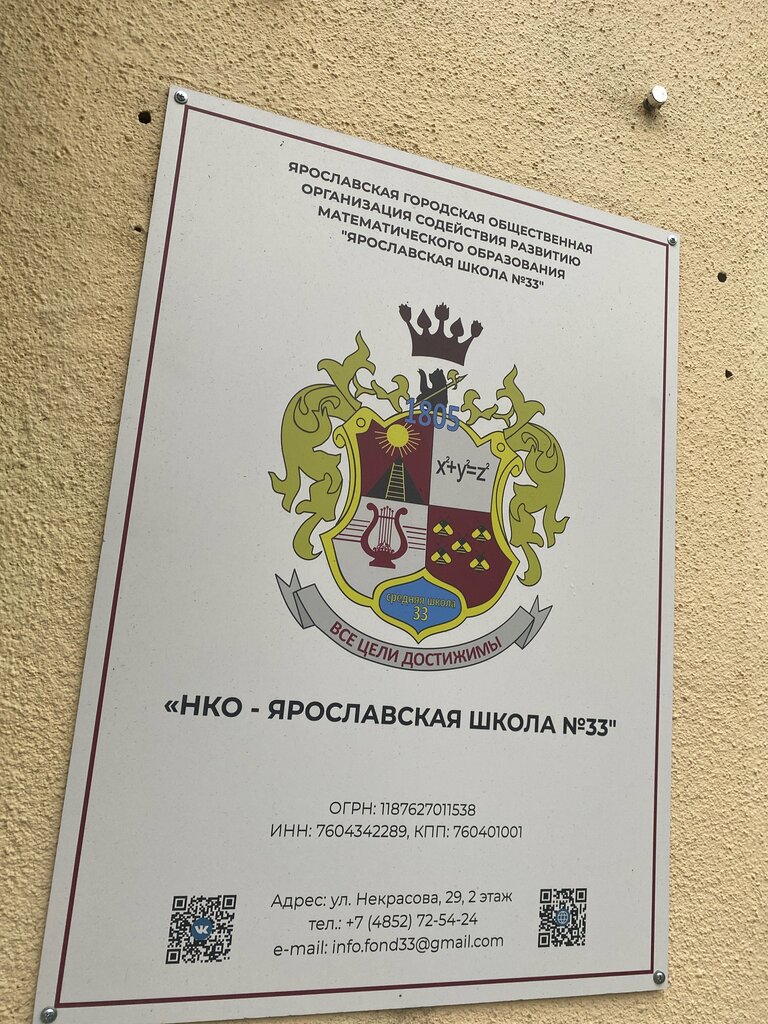 ЯРОСЛАВСКАЯ ГОРОДСКАЯ ОБЩЕСТВЕННАЯ
ОРГАНИЗАЦИЯ СОДЕЙСТВИЯ РАЗВИТИЮ
МАТЕМАТИЧЕСКОГО ОБРАЗОВАНИЯ
"ЯРОСЛАВСКАЯ ШКОЛА №33"
1805
x²+y²=z²
средняя школа
33
ВСЕ ЦЕЛИ ДОСТИЖИМЫ
«НКО - ЯРОСЛАВСКАЯ ШКОЛА №33"
ОГРН: 1187627011538
ИНН: 7604342289, КПП: 760401001
Адрес: ул. Некрасова, 29, 2 этаж
тел.: +7 (4852) 72-54-24
e-mail: info.fond33@gmail.com